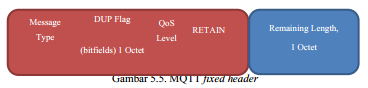 Message Type
DUP Flag
(bitfields) 1 Octet
QoS Level
RETAIN
Remaining Length,
1 Octet
Gambar 5.5. MQTT fixed header